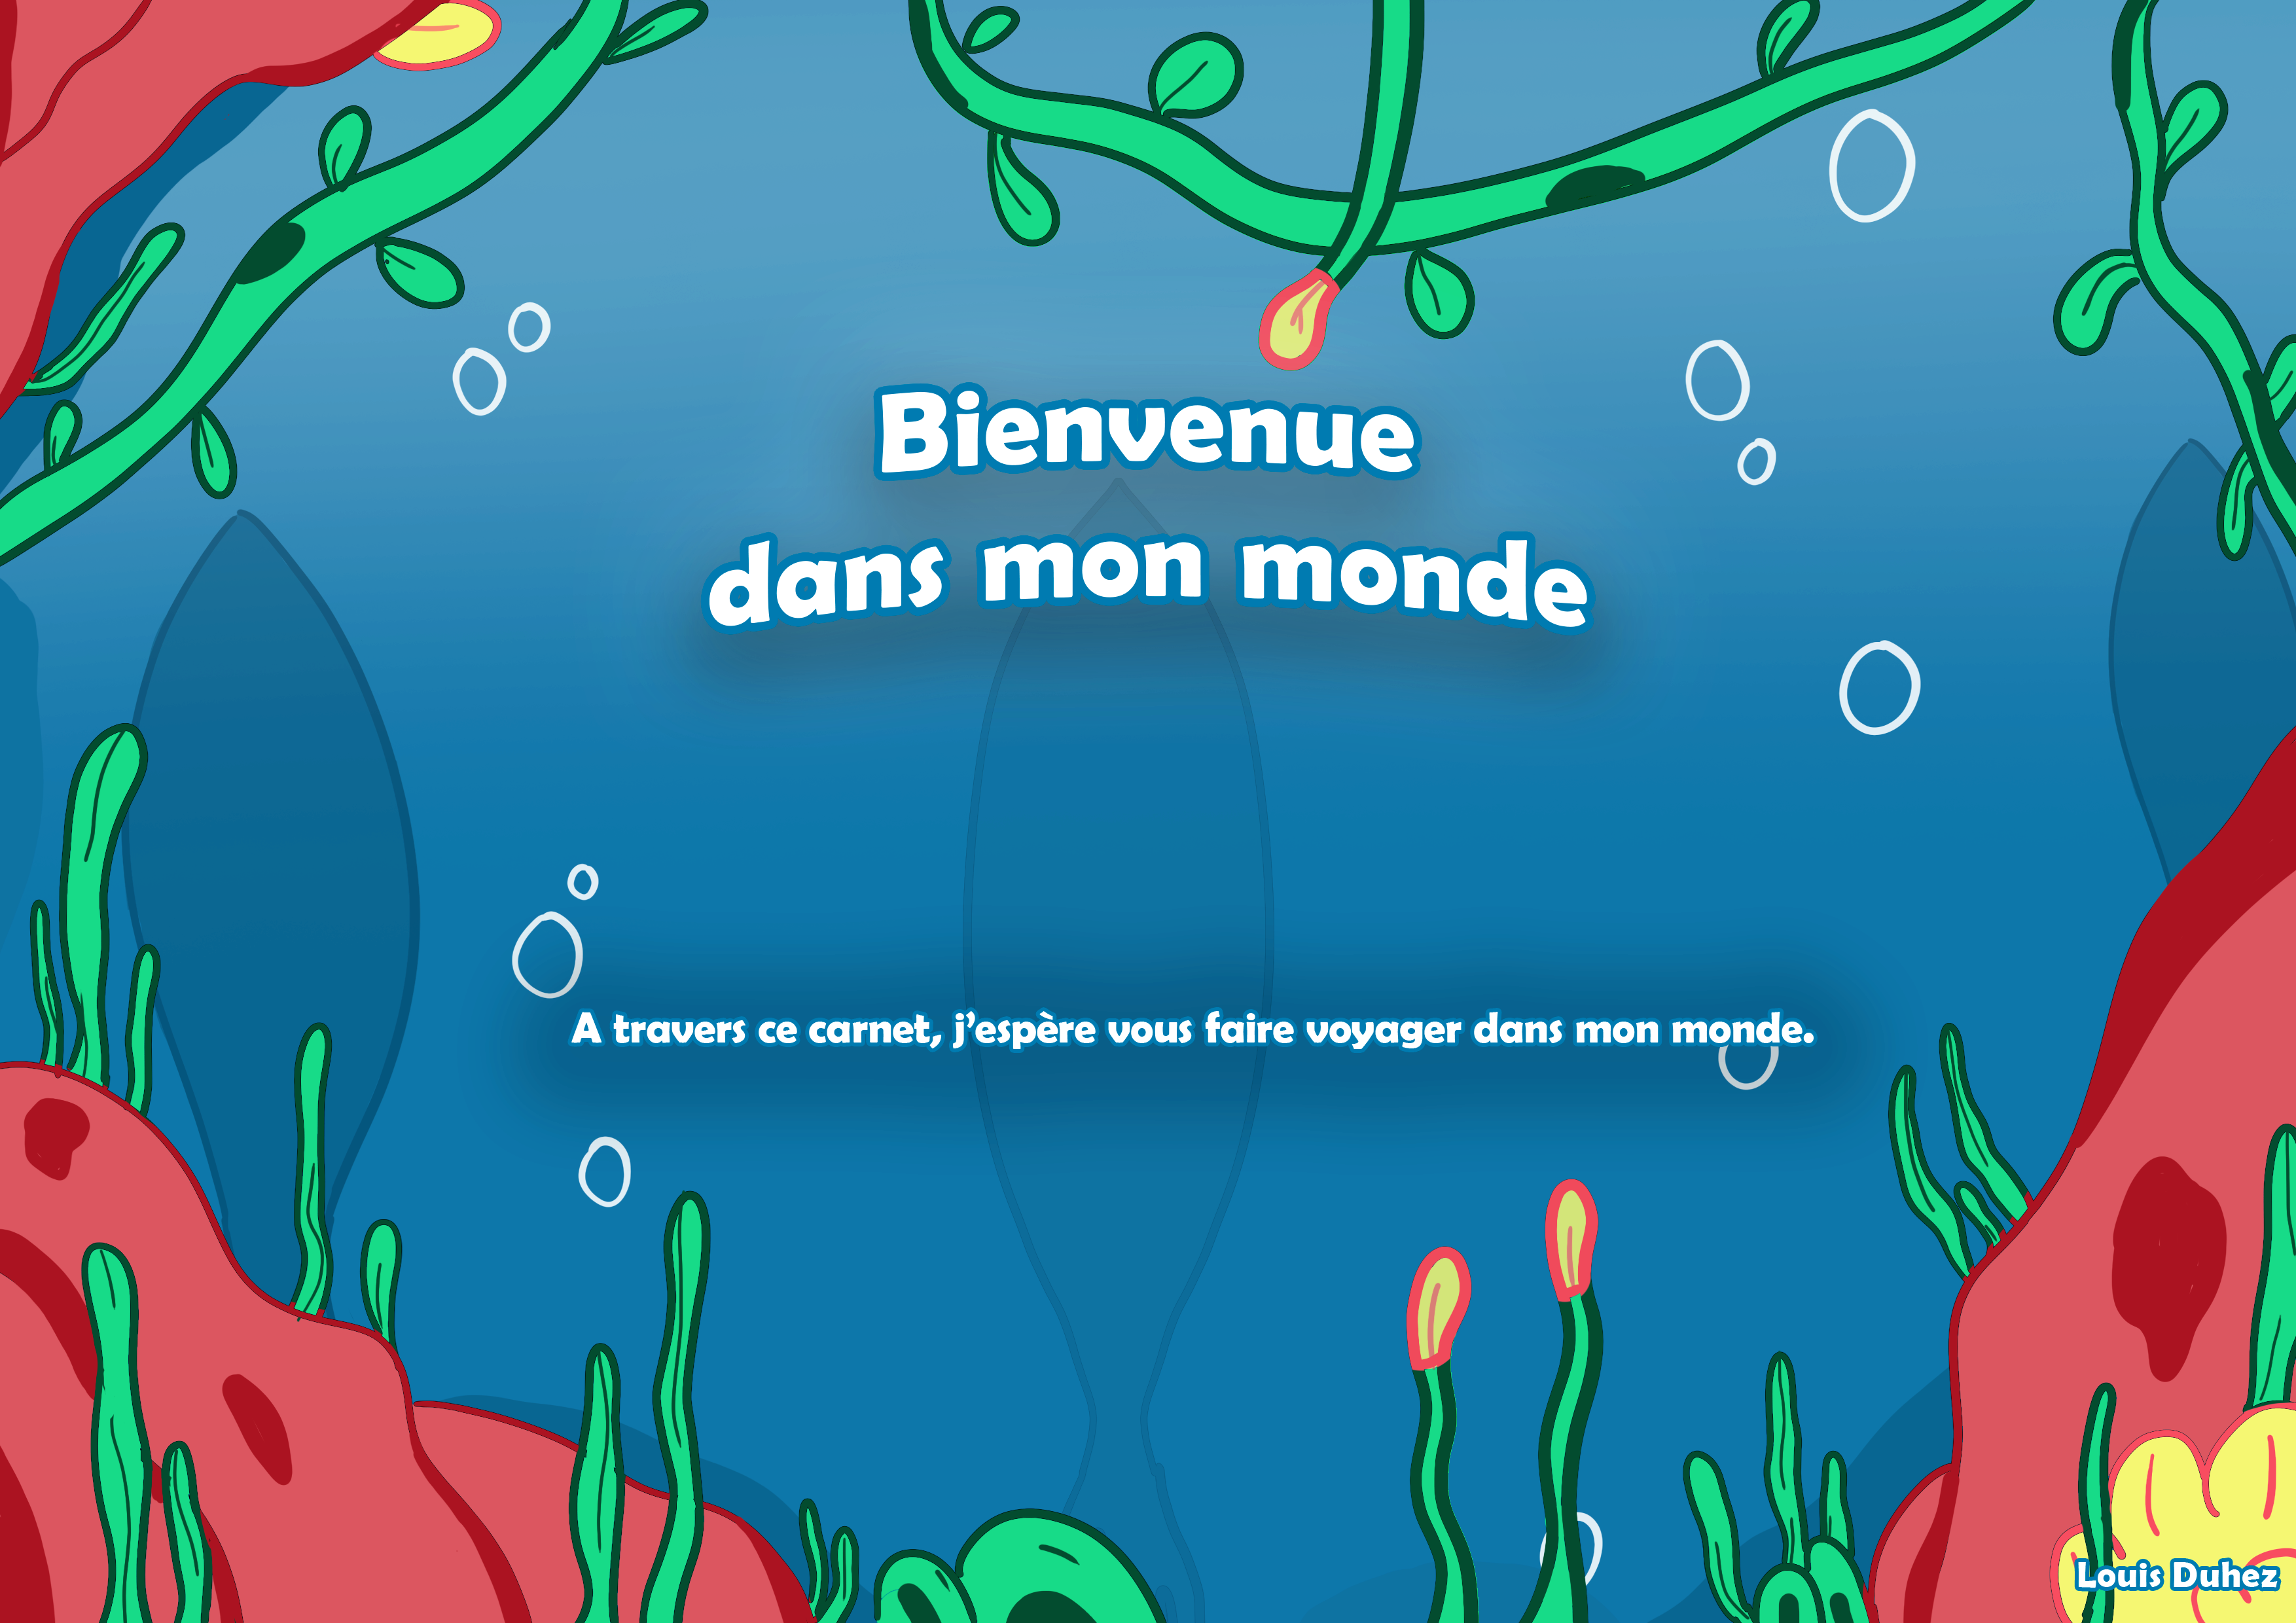 Bienvenue
dans mon monde
A travers ce carnet, j’espère vous faire voyager dans mon monde.
Louis Duhez